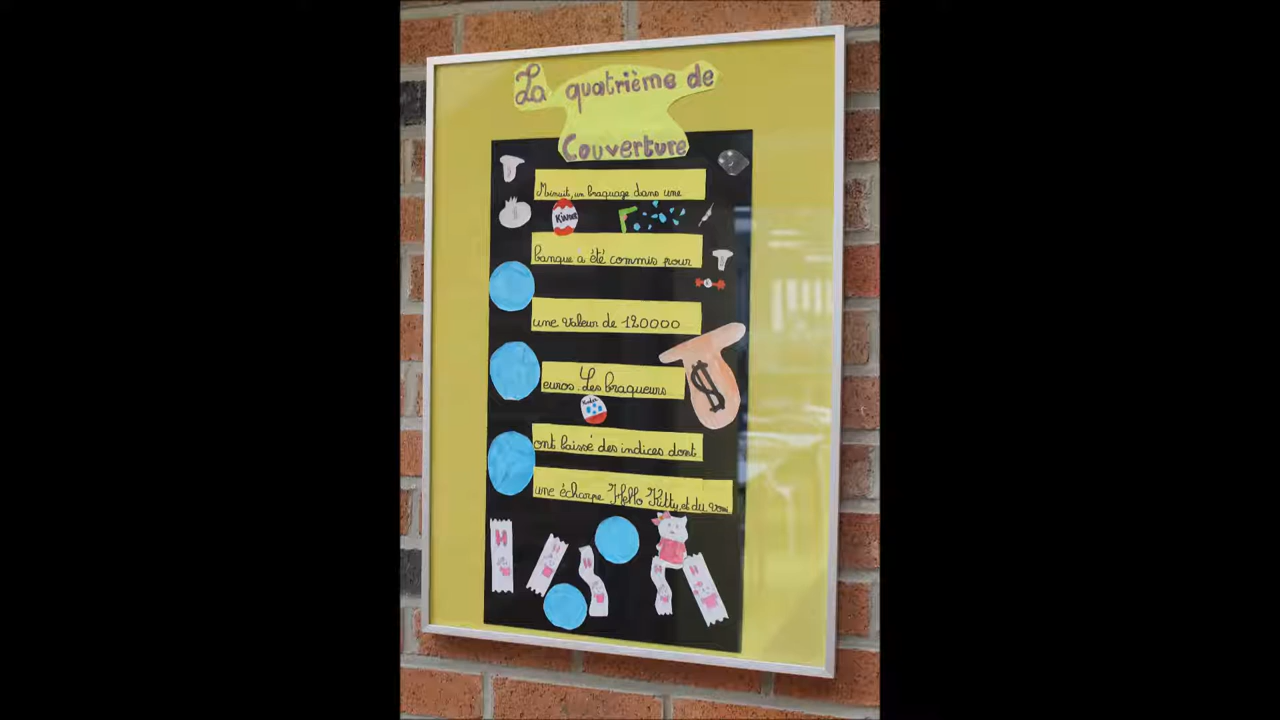 La quatrième de
Couverture
Minuit, un braquage dans une
Kinder
banque a été commis pour
une valeur de 120000
$
euros. Les braqueurs
Kinder
ont laissé des indices dont
une écharpe Hello Kitty, et du vomi
H
H
H
H
H